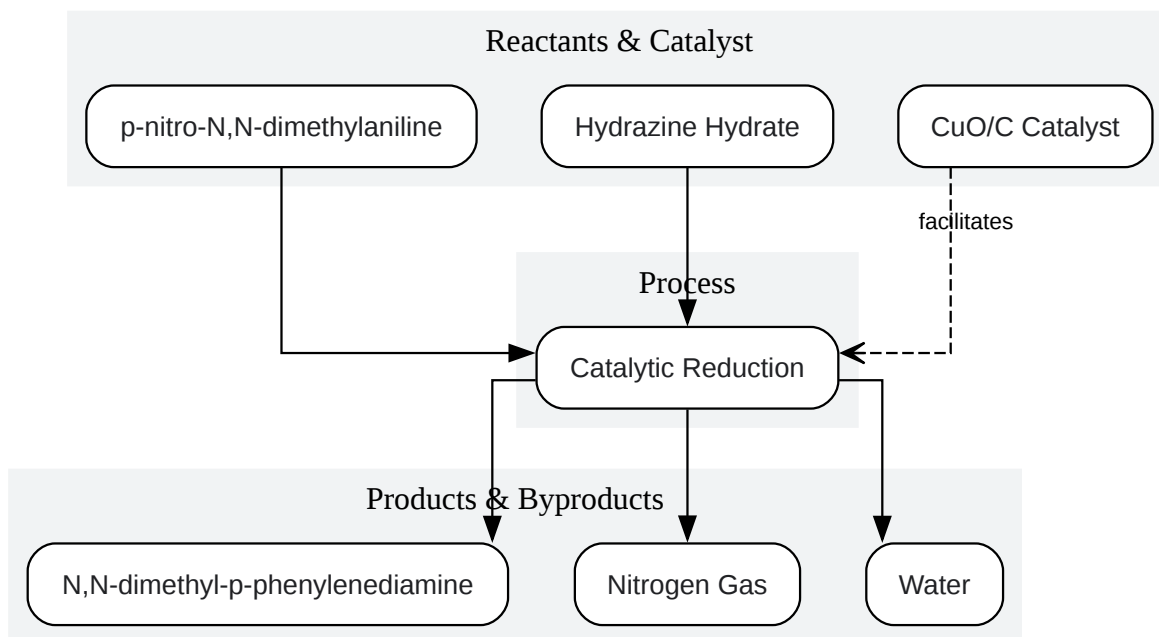 Reactants & Catalyst
p-nitro-N,N-dimethylaniline
Hydrazine Hydrate
CuO/C Catalyst
facilitates
Process
Catalytic Reduction
Products & Byproducts
N,N-dimethyl-p-phenylenediamine
Nitrogen Gas
Water